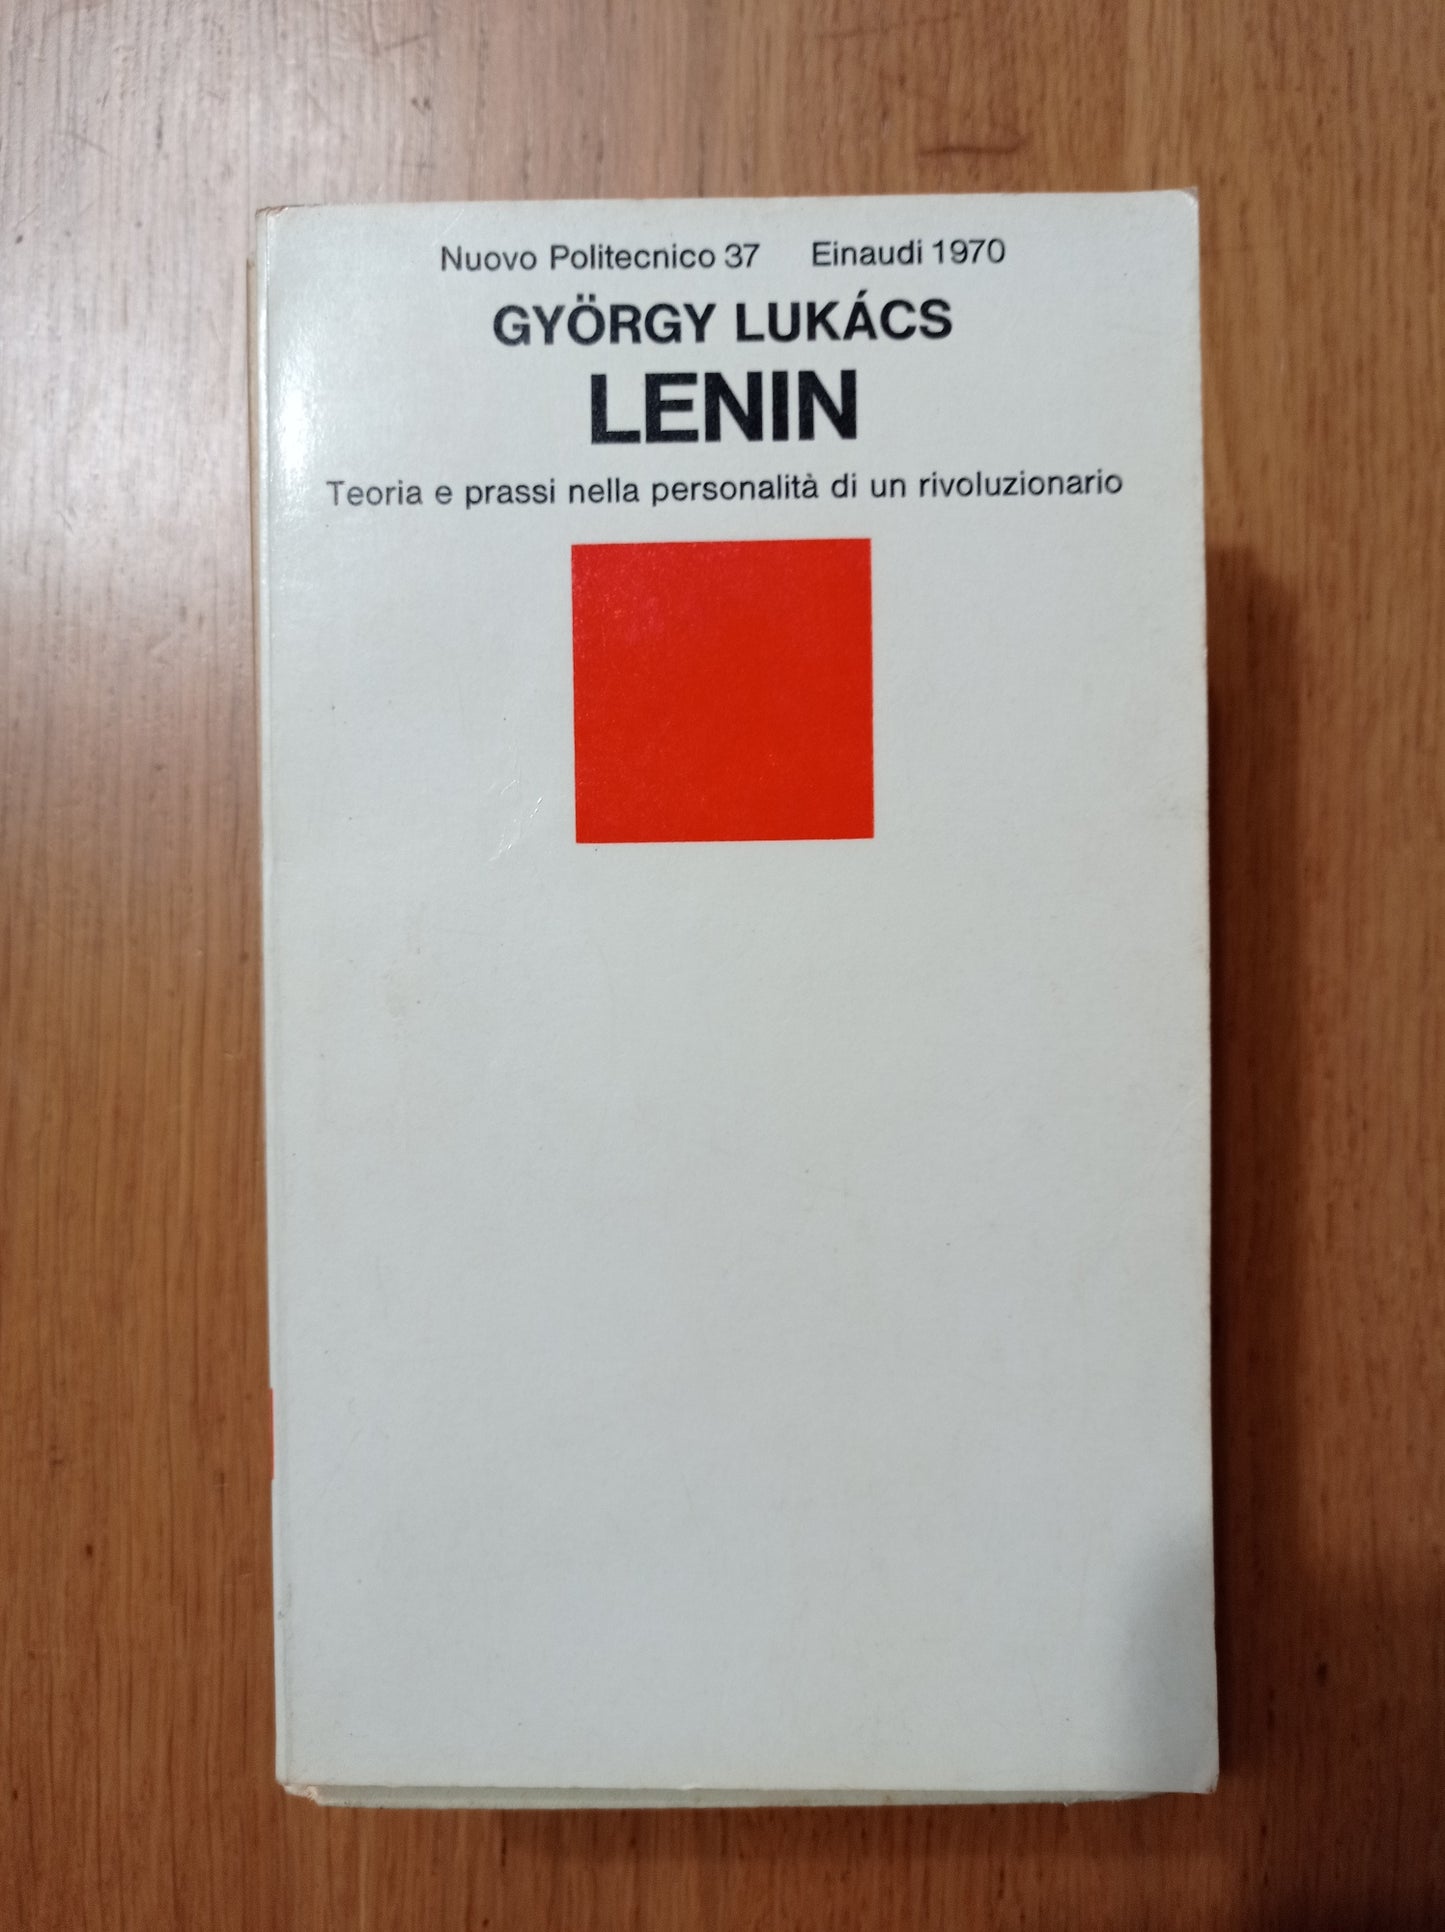 Nuovo Politecnico 37 Einaudi 1970
GYÖRGY LUKÁCS
LENIN
Teoria e prassi nella personalità di un rivoluzionario